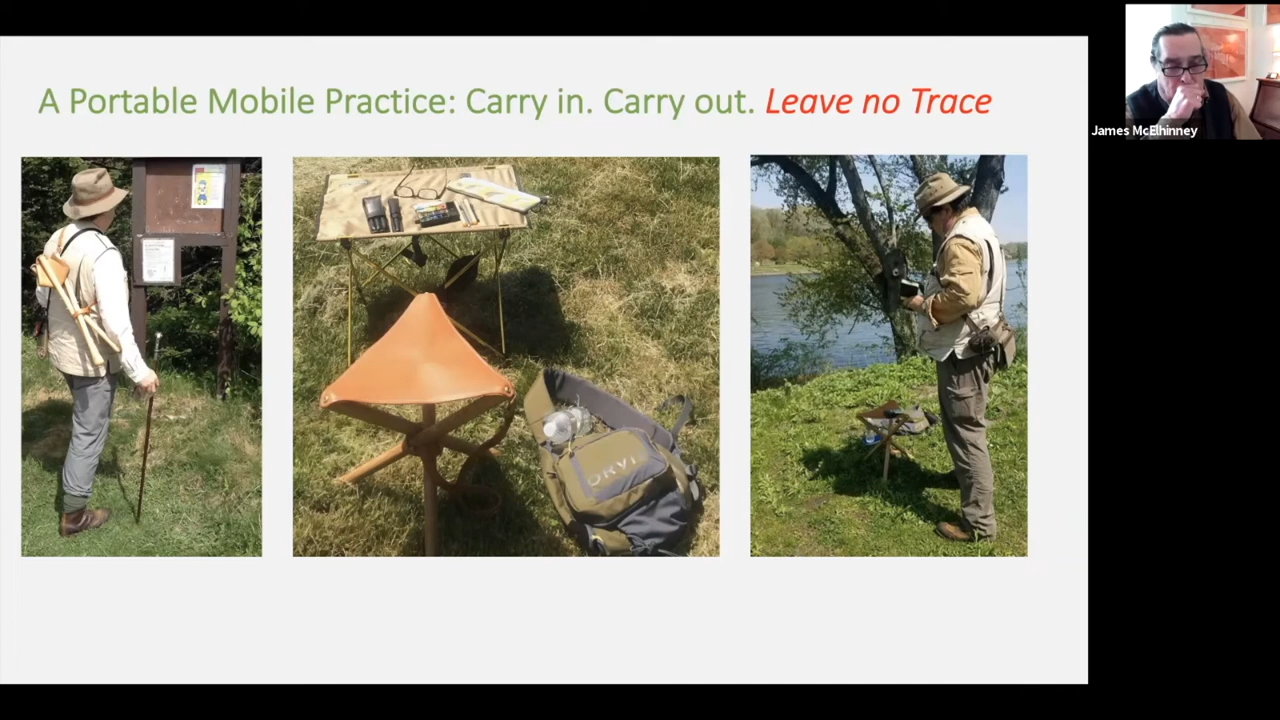 A Portable Mobile Practice: Carry in. Carry out. Leave no Trace
James McElhinney
ORVIS